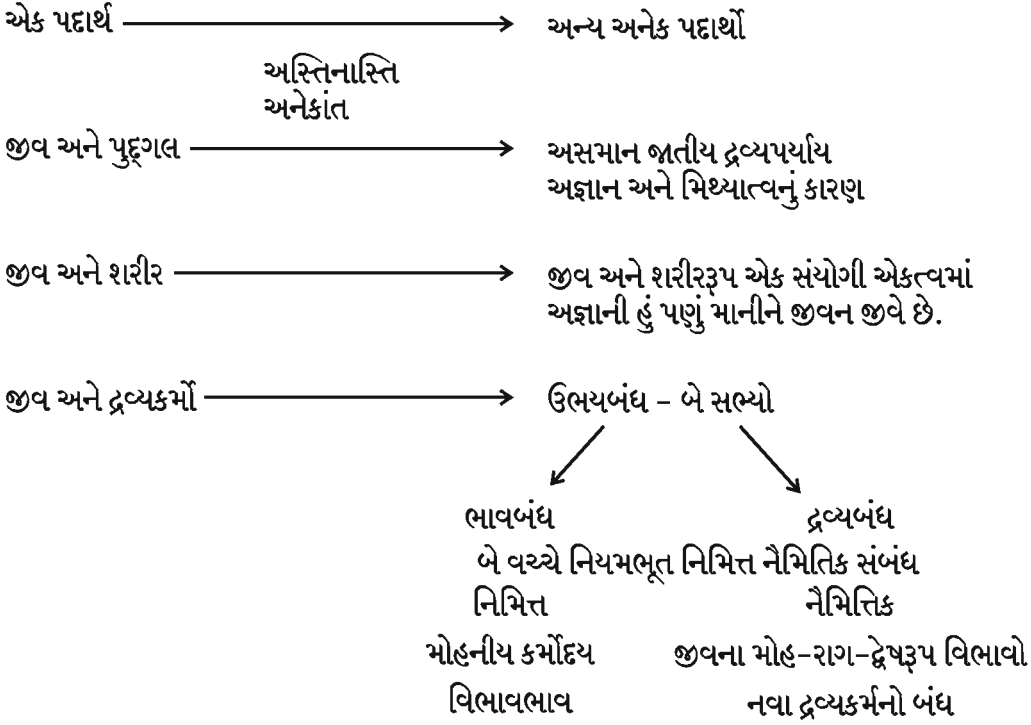 એક પદાર્થ અન્ય અનેક પદાર્થો
અસ્તિનાસ્તિ
અનેકાંત
જીવ અને પુદ્‌ગલ અસમાન જાતીય દ્રવ્યપર્યાય
અજ્ઞાન અને મિથ્યાત્વનું કારણ
જીવ અને શરીર જીવ અને શરીરરૂપ એક સંયોગી એકત્વમાં
અજ્ઞાની હું પણું માનીને જીવન જીવે છે.
જીવ અને દ્રવ્યકર્મો ઉભયબંધ – બે સભ્યો
ભાવબંધ દ્રવ્યબંધ
બે વચ્ચે નિયમભૂત નિમિત્ત નૈમિતિક સંબંધ
નિમિત્ત નૈમિત્તિક
મોહનીય કર્મોદય જીવના મોહ–રાગ–દ્વેષરૂપ વિભાવો
વિભાવભાવ નવા દ્રવ્યકર્મનો બંધ